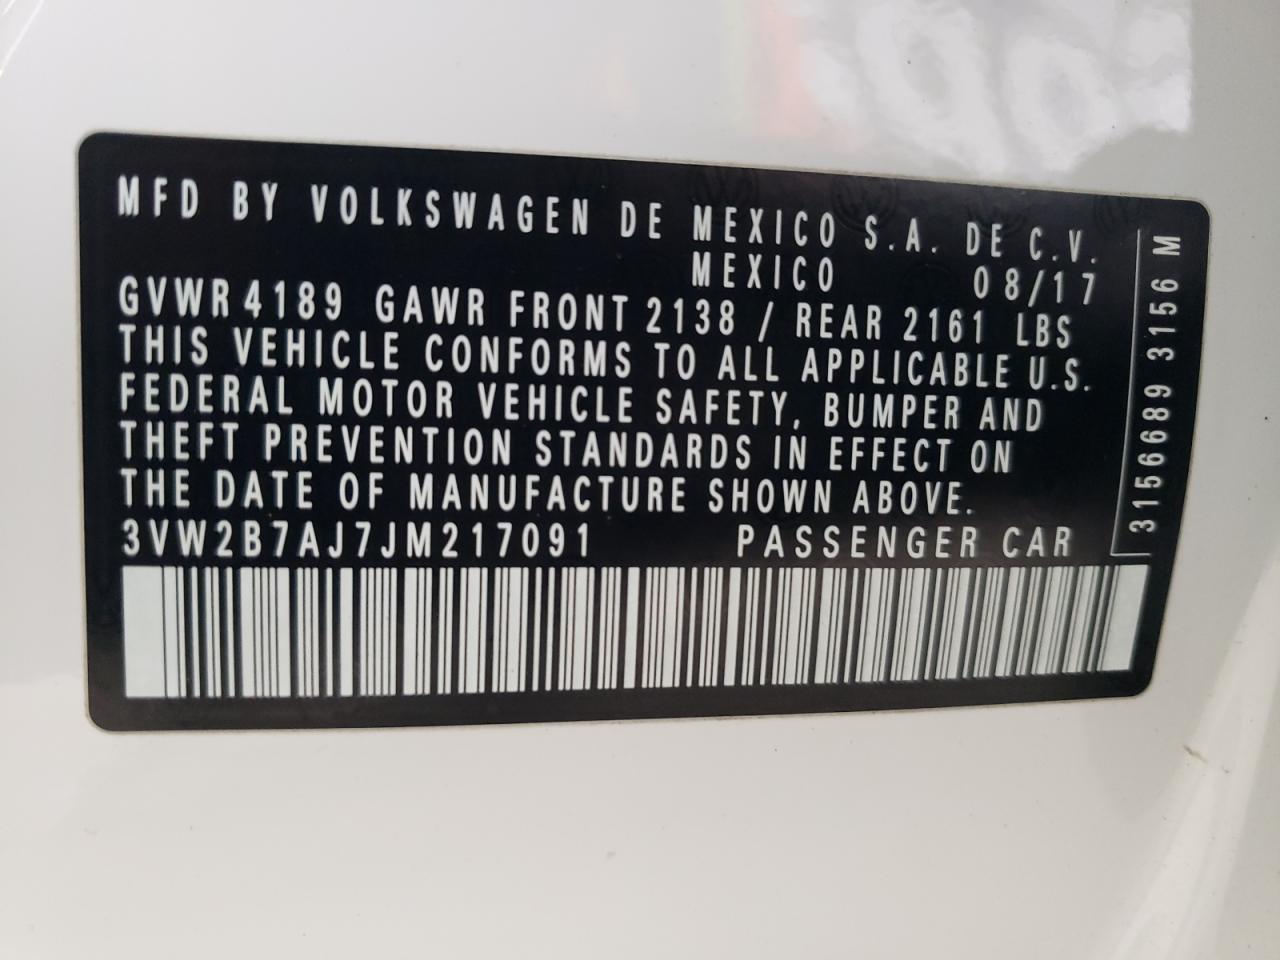 MFD BY VOLKSWAGEN DE MEXICO S.A. DE C.V.
MEXICO 08/17
GVWR 4189 GAWR FRONT 2138 / REAR 2161 LBS
THIS VEHICLE CONFORMS TO ALL APPLICABLE U.S.
FEDERAL MOTOR VEHICLE SAFETY, BUMPER AND
THEFT PREVENTION STANDARDS IN EFFECT ON
THE DATE OF MANUFACTURE SHOWN ABOVE.
3VW2B7AJ7JM217091 PASSENGER CAR
3156689 3156 M